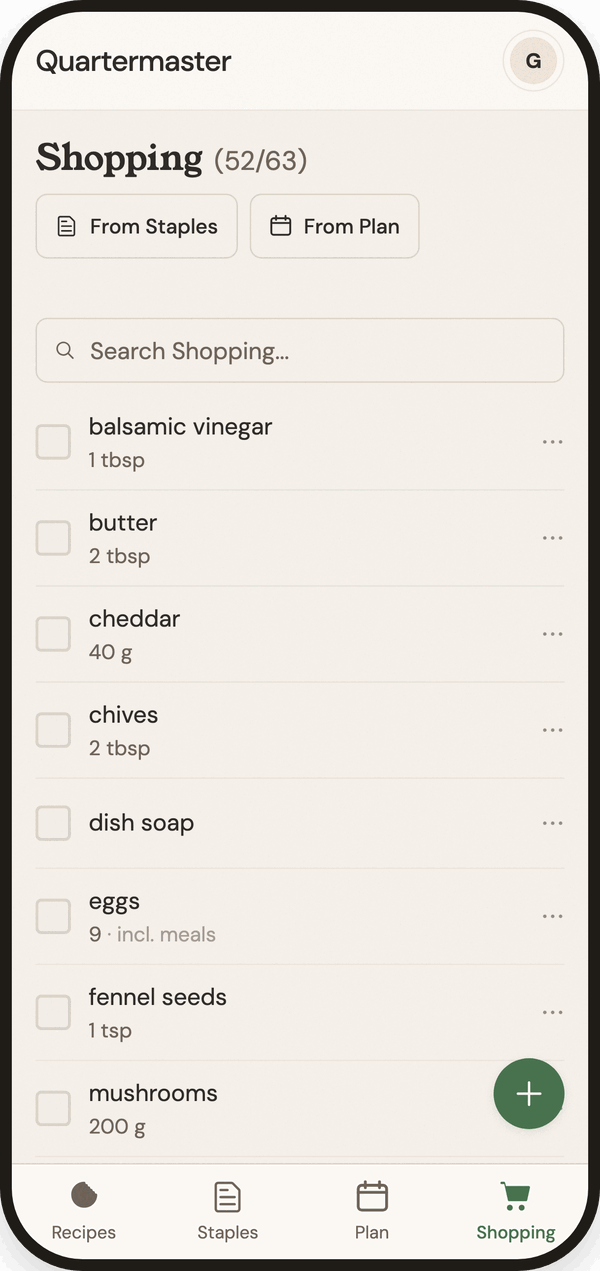 Quartermaster
G
Shopping (52/63)
From Staples
From Plan
Search Shopping...
balsamic vinegar
1 tbsp
butter
2 tbsp
cheddar
40 g
chives
2 tbsp
dish soap
eggs
9 · incl. meals
fennel seeds
1 tsp
mushrooms
200 g
Recipes
Staples
Plan
Shopping